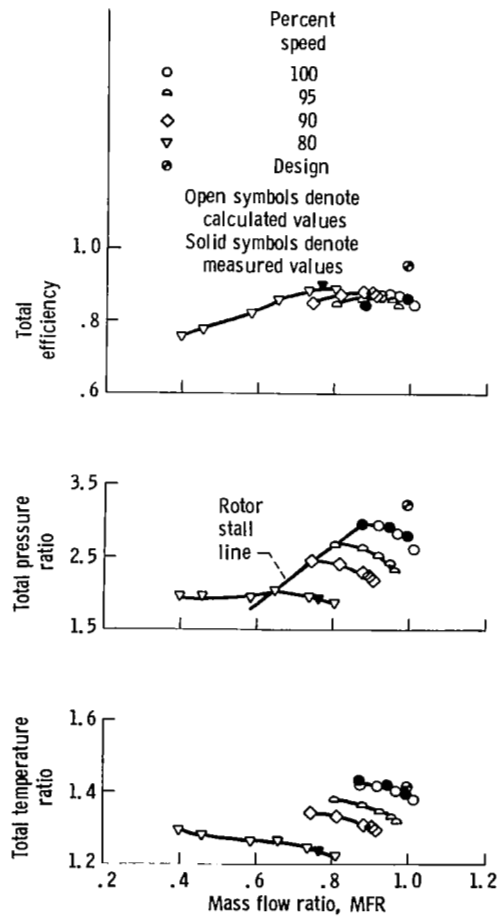 Percent
speed
100
95
90
80
Design
Open symbols denote
calculated values
Solid symbols denote
measured values
1.0
.8
.6
Total
efficiency
3.5
2.5
1.5
Total pressure
ratio
Rotor
stall
line
1.6
1.4
1.2
Total temperature
ratio
.2 .4 .6 .8 1.0 1.2
Mass flow ratio, MFR